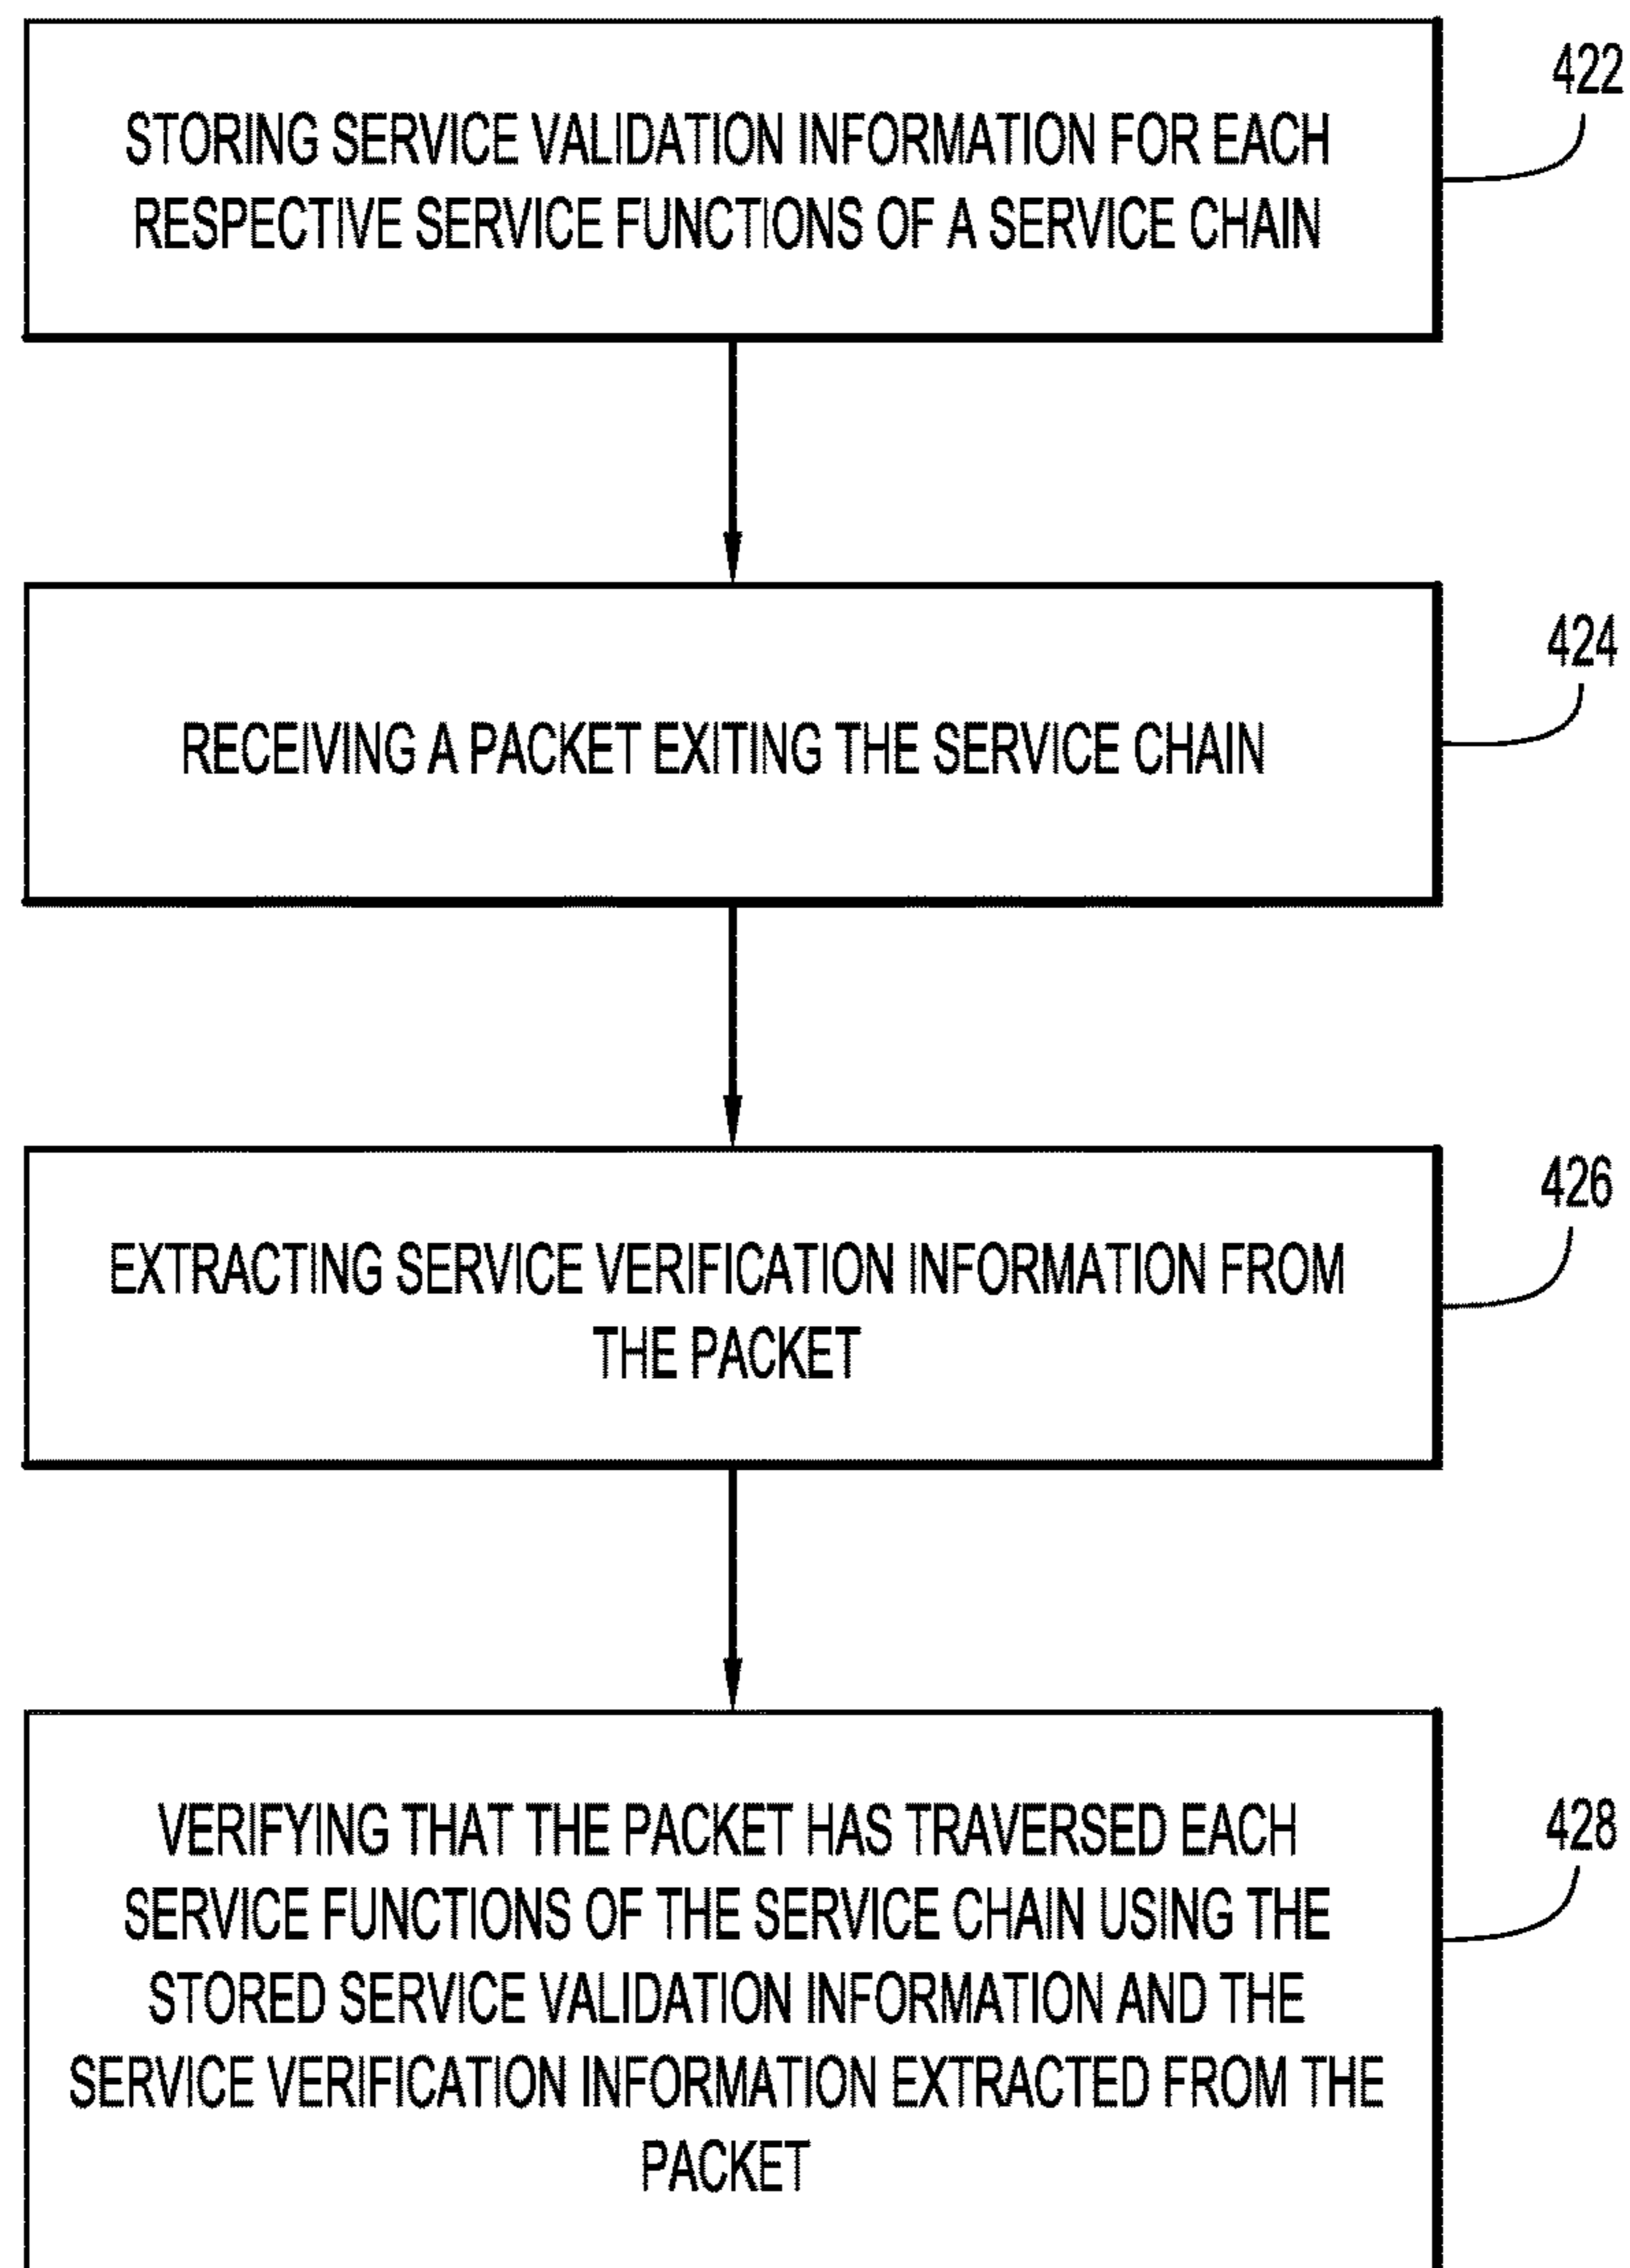 STORING SERVICE VALIDATION INFORMATION FOR EACH
RESPECTIVE SERVICE FUNCTIONS OF A SERVICE CHAIN
422
RECEIVING A PACKET EXITING THE SERVICE CHAIN
424
EXTRACTING SERVICE VERIFICATION INFORMATION FROM
THE PACKET
426
VERIFYING THAT THE PACKET HAS TRAVERSED EACH
SERVICE FUNCTIONS OF THE SERVICE CHAIN USING THE
STORED SERVICE VALIDATION INFORMATION AND THE
SERVICE VERIFICATION INFORMATION EXTRACTED FROM THE
PACKET
428